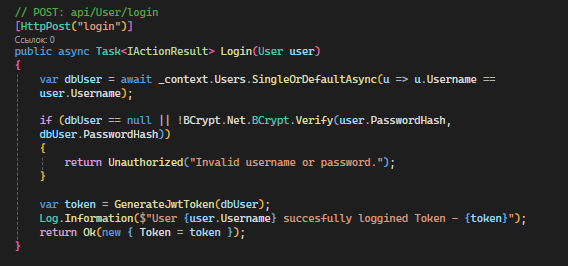 // POST: api/User/login
[HttpPost("login")]
Ссылок: 0
public async Task<IActionResult> Login(User user)
{
var dbUser = await _context.Users.SingleOrDefaultAsync(u => u.Username ==
user.Username);
if (dbUser == null || !BCrypt.Net.BCrypt.Verify(user.PasswordHash,
dbUser.PasswordHash))
{
return Unauthorized("Invalid username or password.");
}
var token = GenerateJwtToken(dbUser);
Log.Information($"User {user.Username} succesfully loggined Token - {token}");
return Ok(new { Token = token });
}